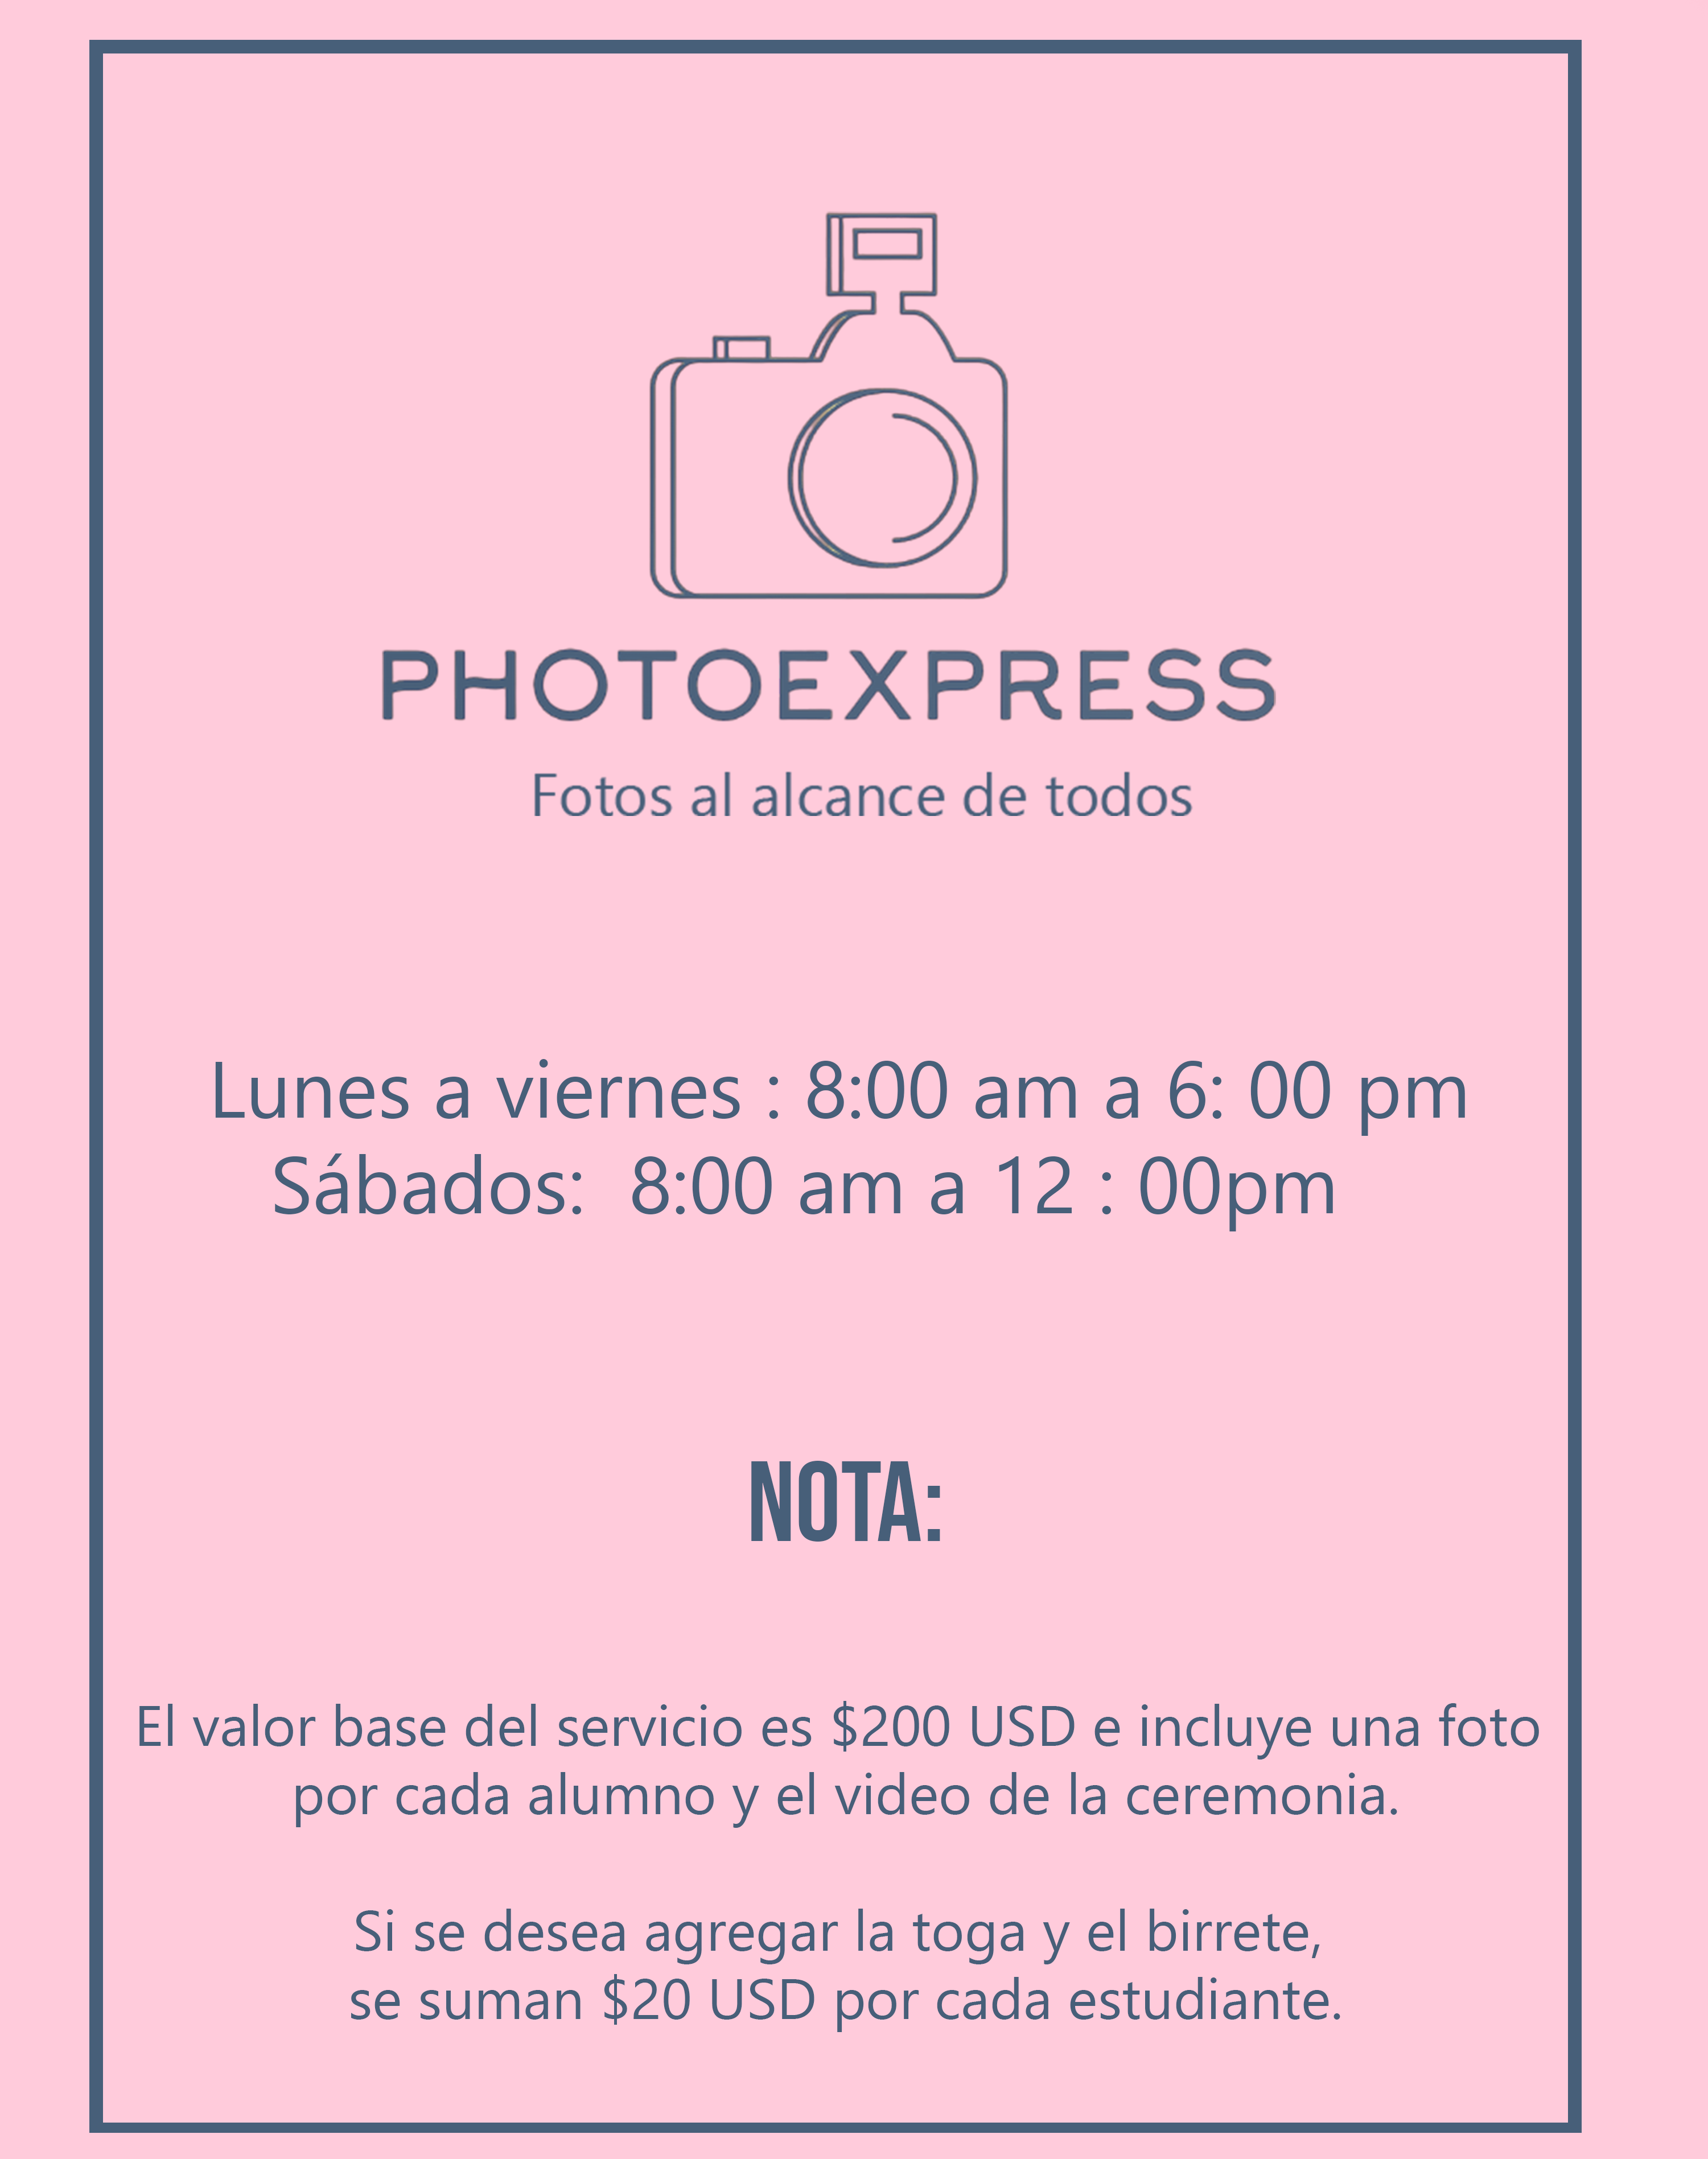 PHOTOEXPRESS
Fotos al alcance de todos
Lunes a viernes : 8:00 am a 6: 00 pm
Sábados:  8:00 am a 12 : 00pm
NOTA:
El valor base del servicio es $200 USD e incluye una foto
por cada alumno y el video de la ceremonia.
Si se desea agregar la toga y el birrete,
se suman $20 USD por cada estudiante.